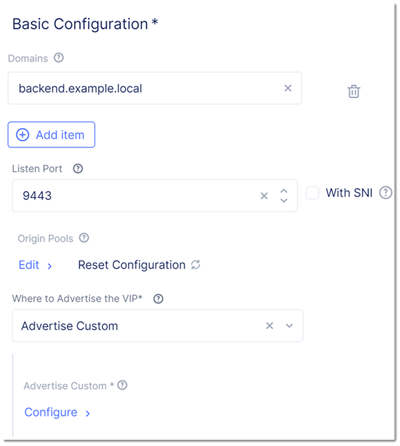 Basic Configuration *
Domains
backend.example.local
Add item
Listen Port
9443
With SNI
Origin Pools
Edit
Reset Configuration
Where to Advertise the VIP*
Advertise Custom
Advertise Custom *
Configure